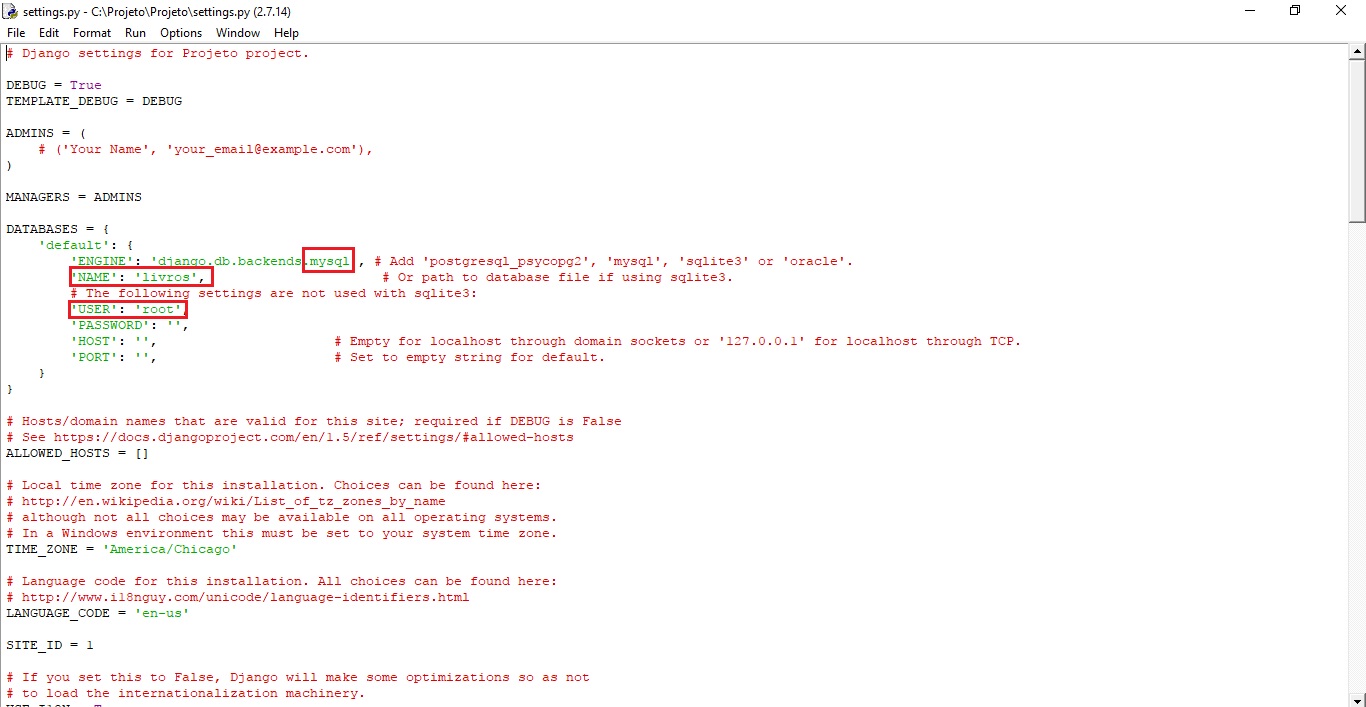 settings.py - C:\Projeto\Projeto\settings.py (2.7.14)
File Edit Format Run Options Window Help
# Django settings for Projeto project.
DEBUG = True
TEMPLATE_DEBUG = DEBUG
ADMINS = (
# ('Your Name', 'your_email@example.com'),
)
MANAGERS = ADMINS
DATABASES = {
'default': {
'ENGINE': 'django.db.backends.mysql', # Add 'postgresql_psycopg2', 'mysql', 'sqlite3' or 'oracle'.
'NAME': 'livros', # Or path to database file if using sqlite3.
# The following settings are not used with sqlite3:
'USER': 'root',
'PASSWORD': '',
'HOST': '', # Empty for localhost through domain sockets or '127.0.0.1' for localhost through TCP.
'PORT': '', # Set to empty string for default.
}
}
# Hosts/domain names that are valid for this site; required if DEBUG is False
# See https://docs.djangoproject.com/en/1.5/ref/settings/#allowed-hosts
ALLOWED_HOSTS = []
# Local time zone for this installation. Choices can be found here:
# http://en.wikipedia.org/wiki/List_of_tz_zones_by_name
# although not all choices may be available on all operating systems.
# In a Windows environment this must be set to your system time zone.
TIME_ZONE = 'America/Chicago'
# Language code for this installation. All choices can be found here:
# http://www.i18nguy.com/unicode/language-identifiers.html
LANGUAGE_CODE = 'en-us'
SITE_ID = 1
# If you set this to False, Django will make some optimizations so as not
# to load the internationalization machinery.